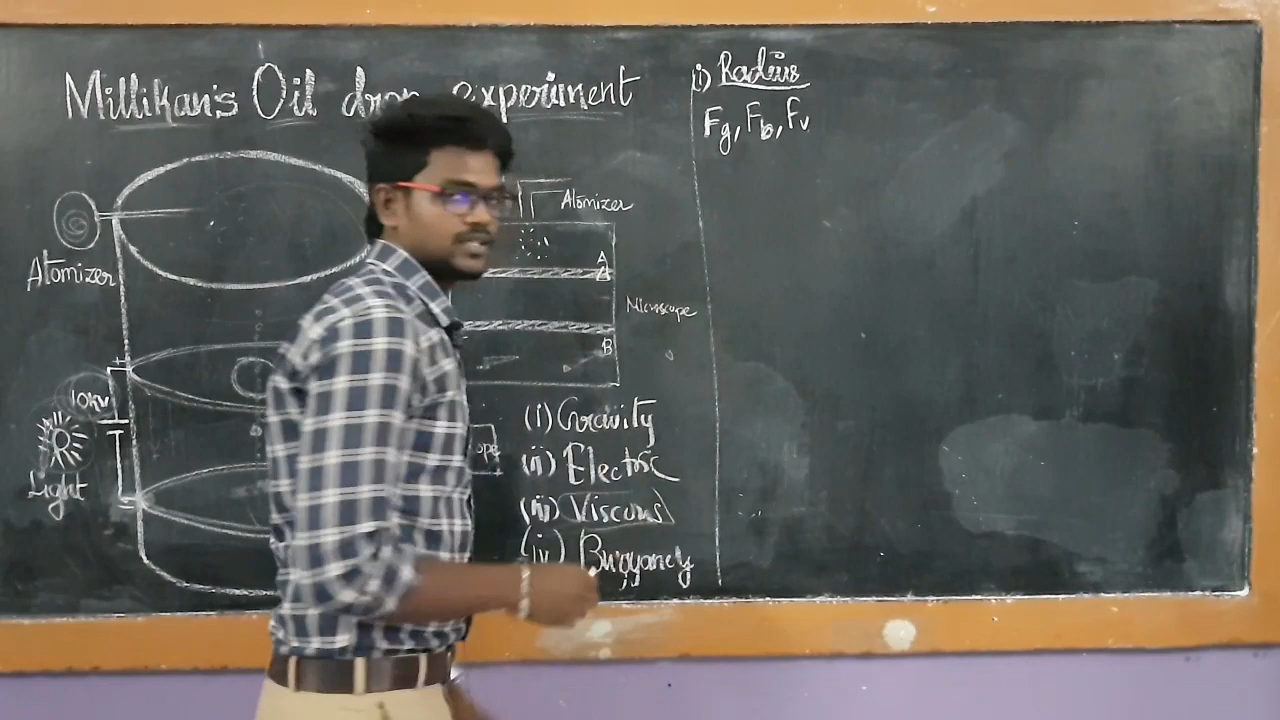 Millikan's Oil drop experiment
Atomizer
10kv
Light
+
Atomizer
A
Microscope
B
ope
(i) Gravity
(ii) Electric
(iii) Viscous
(iv) Buoyancy
i) Radius
Fg, Fb, Fv